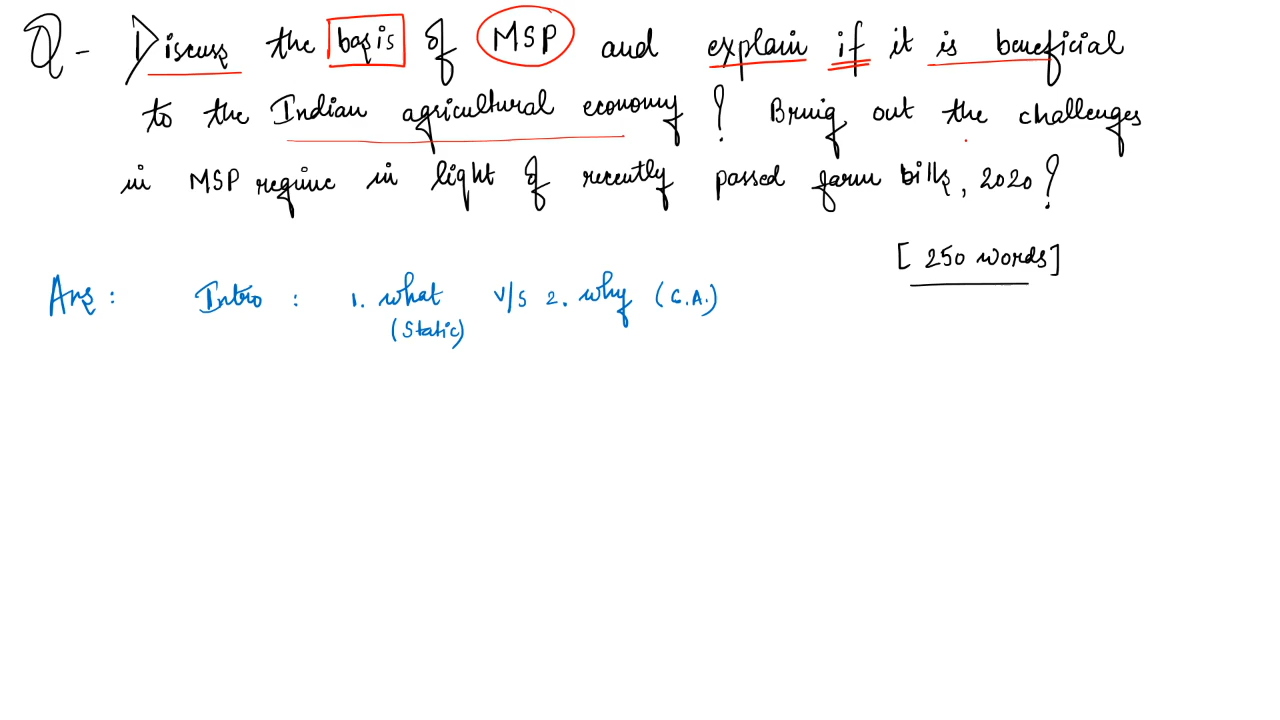 Q - Discuss the basis of MSP and explain if it is beneficial
to the Indian agricultural economy? Bring out the challenges
in MSP regime in light of recently passed farm bills, 2020?
[250 words]
Ans: Intro: 1. what v/s 2. why (C.A.)
(Static)